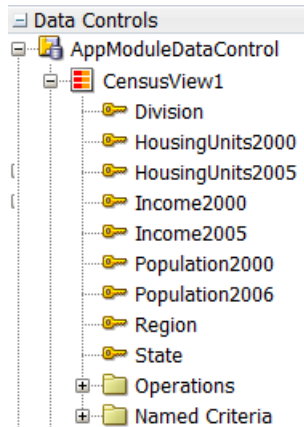 Data Controls
AppModuleDataControl
CensusView1
Division
HousingUnits2000
HousingUnits2005
Income2000
Income2005
Population2000
Population2006
Region
State
Operations
Named Criteria